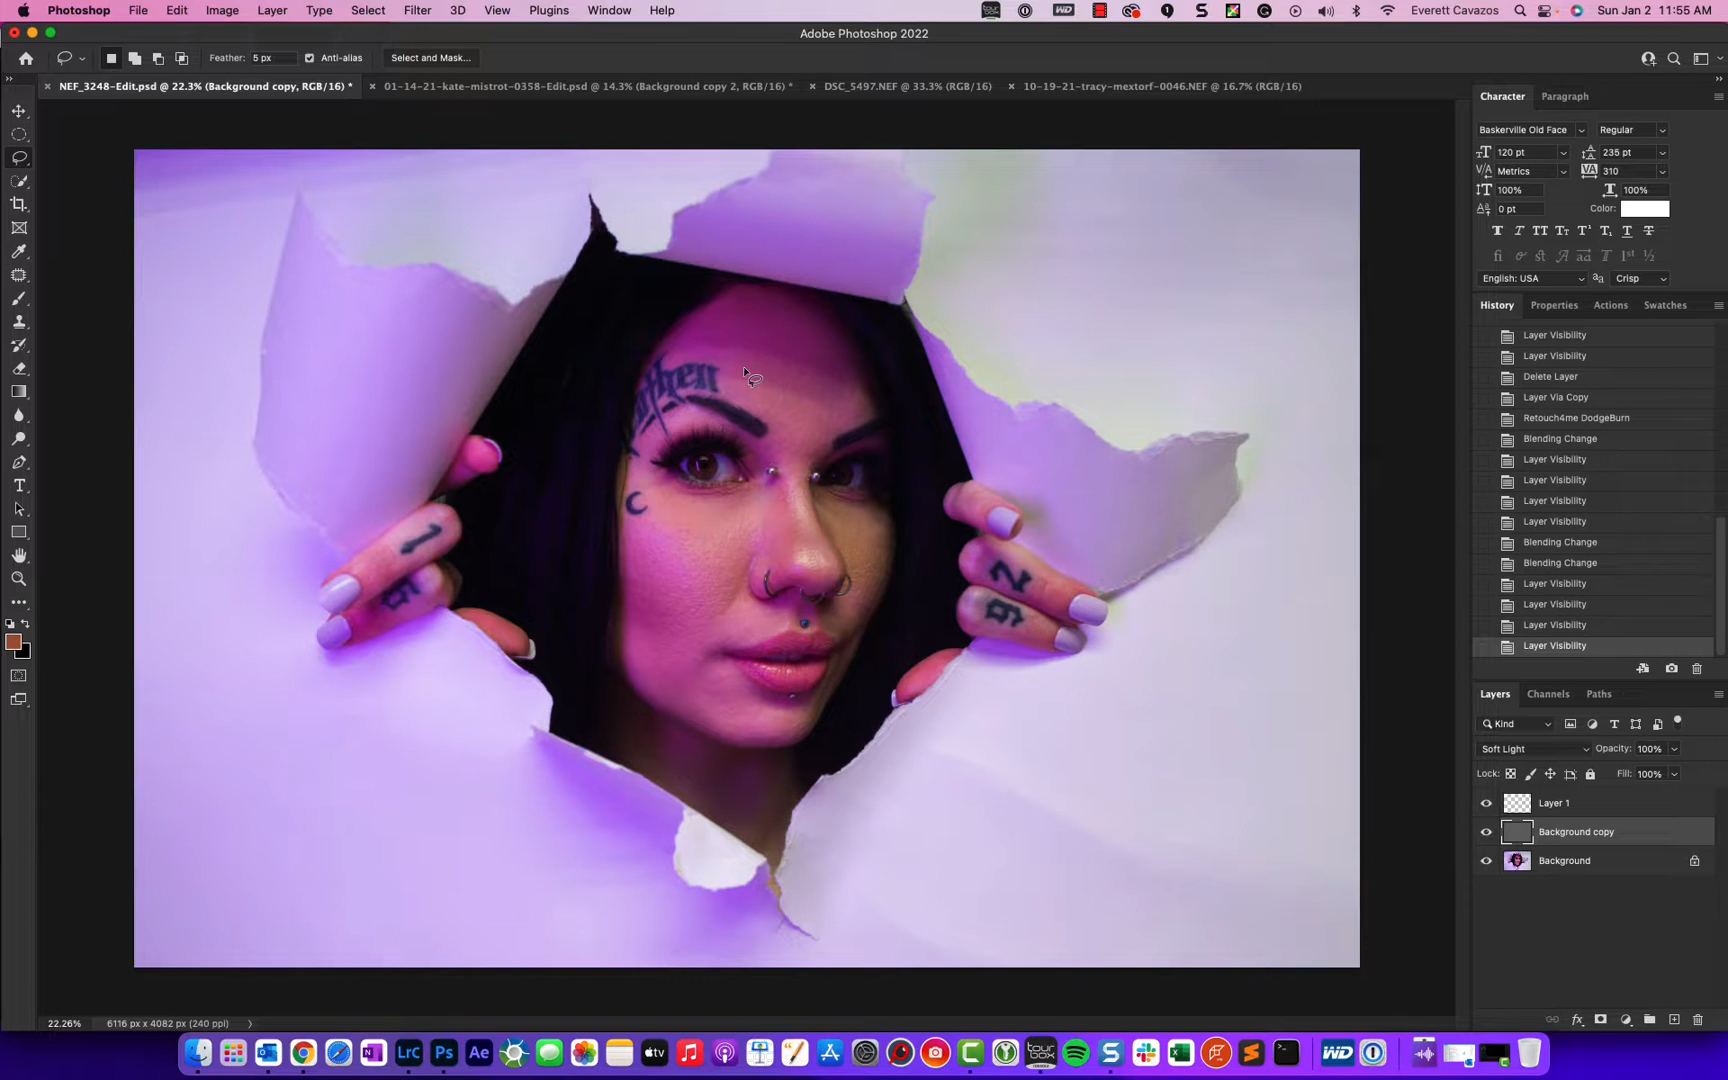 Photoshop File Edit Image Layer Type Select Filter 3D View Plugins Window Help Everett Cavazos Sun Jan 2 11:55 AM
Adobe Photoshop 2022
Feather: 5 px Anti-alias Select and Mask...
NEF_3248-Edit.psd @ 22.3% (Background copy, RGB/16) * 01-14-21-kate-mistrot-0358-Edit.psd @ 14.3% (Background copy 2, RGB/16) * DSC_5497.NEF @ 33.3% (RGB/16) 10-19-21-tracy-mextorf-0046.NEF @ 16.7% (RGB/16)
Character Paragraph
Baskerville Old Face Regular
120 pt 235 pt
Metrics 310
100% 100%
0 pt Color:
English: USA Crisp
History Properties Actions Swatches
Layer Visibility
Layer Visibility
Delete Layer
Layer Via Copy
Retouch4me DodgeBurn
Blending Change
Layer Visibility
Layer Visibility
Layer Visibility
Layer Visibility
Blending Change
Blending Change
Layer Visibility
Layer Visibility
Layer Visibility
Layer Visibility
Layers Channels Paths
Kind
Soft Light Opacity: 100%
Lock: Fill: 100%
Layer 1
Background copy
Background
22.26% 6116 px x 4082 px (240 ppi)
LrC Ps Ae tv WD